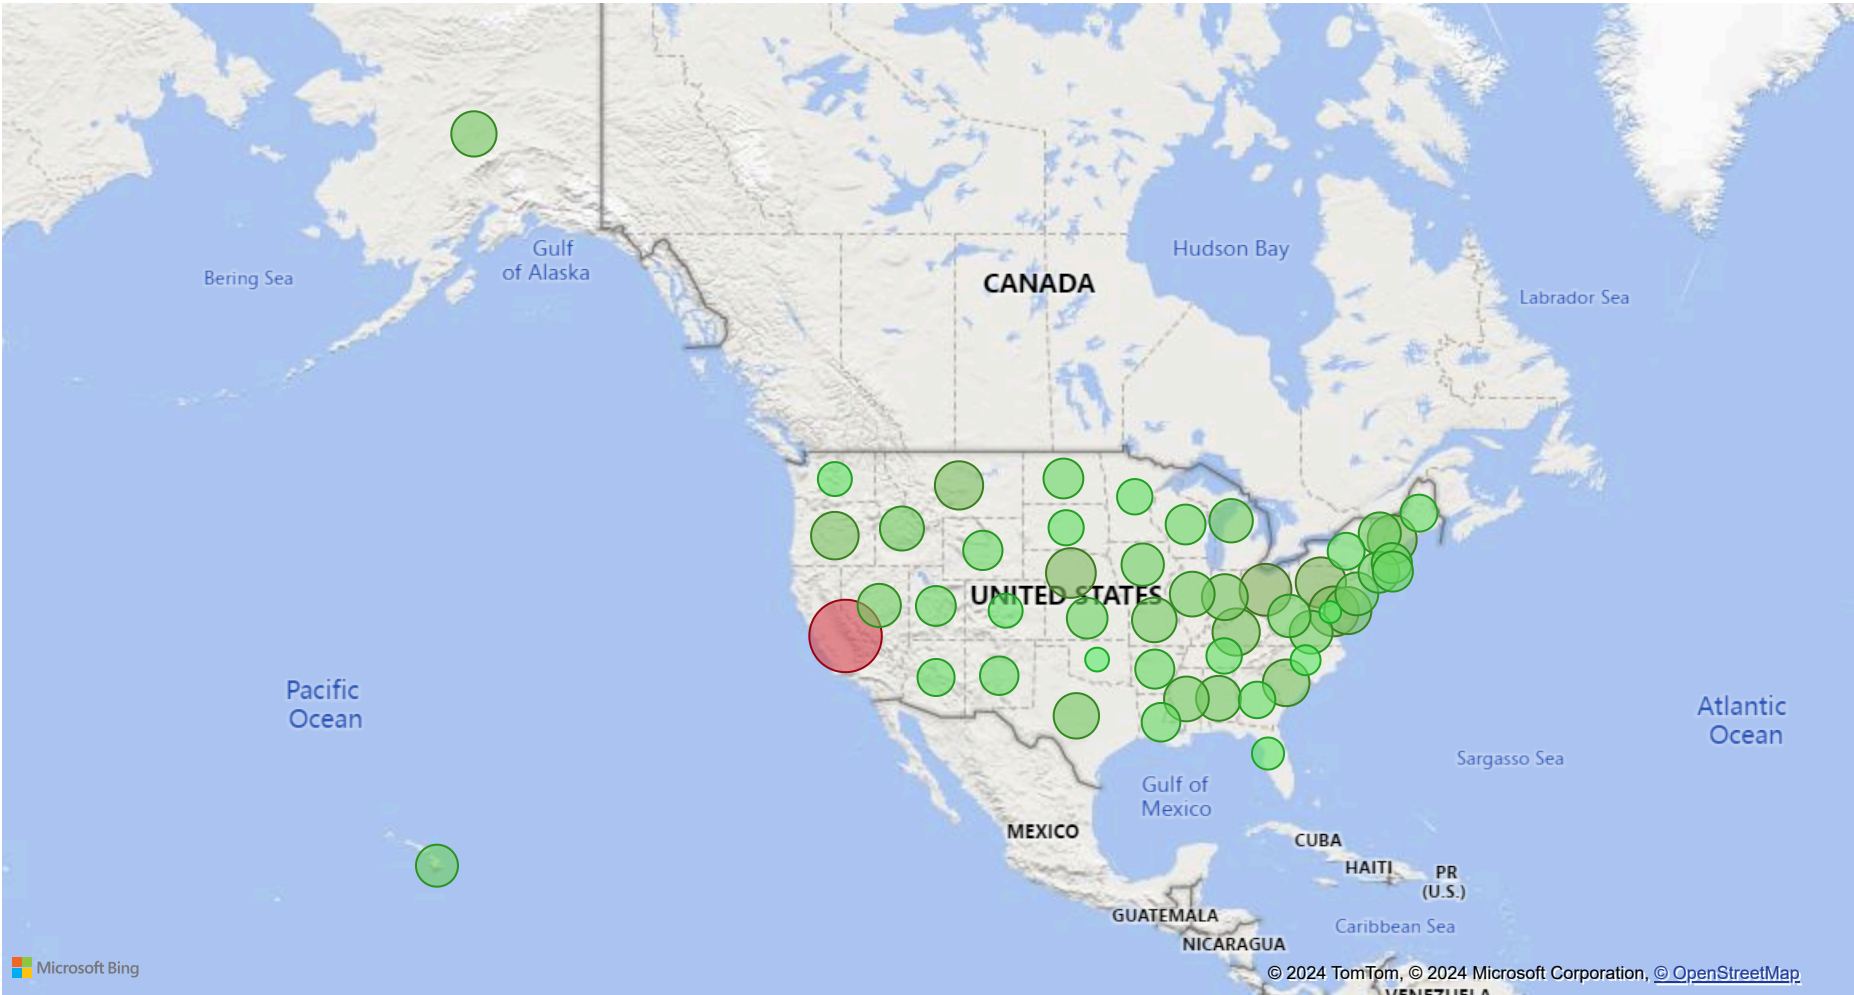 Gulf
of Alaska
Bering Sea
CANADA
Hudson Bay
Labrador Sea
UNITED STATES
Pacific
Ocean
Atlantic
Ocean
Sargasso Sea
Gulf of
Mexico
MEXICO
CUBA
HAITI
PR
(U.S.)
GUATEMALA
Caribbean Sea
NICARAGUA
Microsoft Bing
© 2024 TomTom, © 2024 Microsoft Corporation, © OpenStreetMap
VENEZUELA